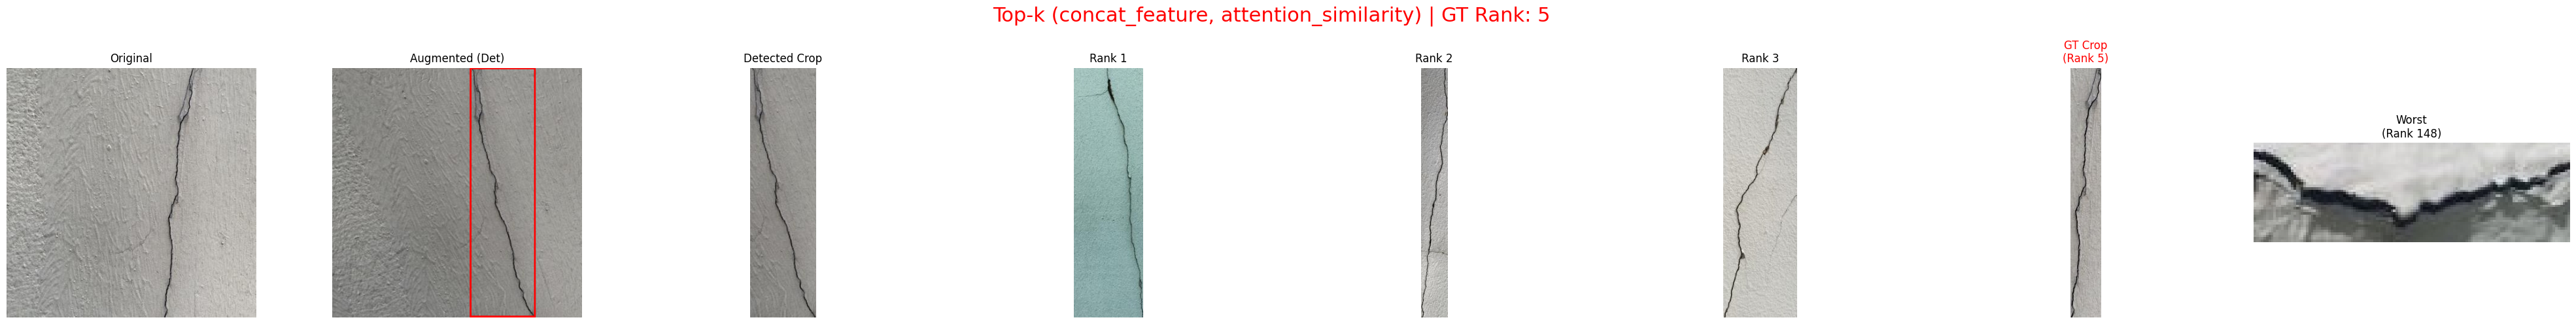 Top-k (concat_feature, attention_similarity) | GT Rank: 5
Original
Augmented (Det)
Detected Crop
Rank 1
Rank 2
Rank 3
GT Crop
(Rank 5)
Worst
(Rank 148)